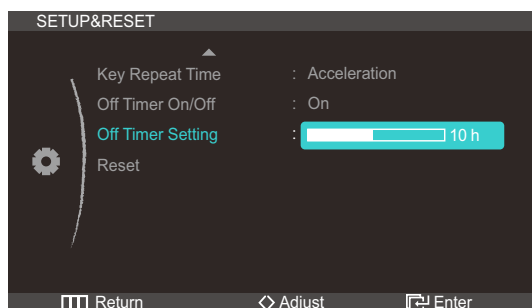 SETUP&RESET
Key Repeat Time : Acceleration
Off Timer On/Off : On
Off Timer Setting : 10 h
Reset
Return Adjust Enter